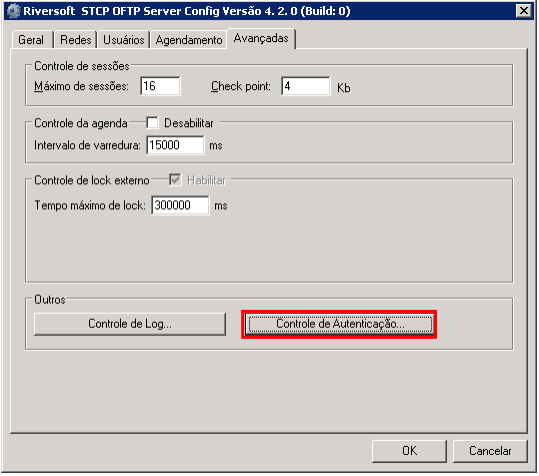 Riversoft STCP OFTP Server Config Versão 4. 2. 0 (Build: 0)
Geral Redes Usuários Agendamento Avançadas
Controle de sessões
Máximo de sessões: 16 Check point: 4 Kb
Controle da agenda Desabilitar
Intervalo de varredura: 15000 ms
Controle de lock externo Habilitar
Tempo máximo de lock: 300000 ms
Outros
Controle de Log... Controle de Autenticação...
OK Cancelar